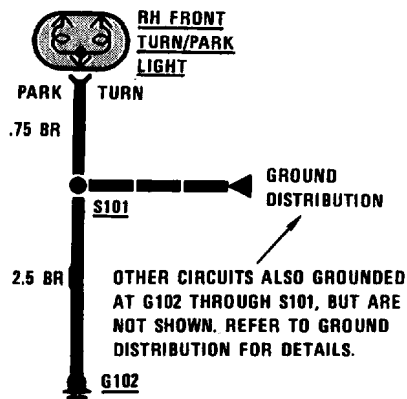 RH FRONT
TURN/PARK
LIGHT
PARK TURN
.75 BR
GROUND
DISTRIBUTION
S101
2.5 BR
OTHER CIRCUITS ALSO GROUNDED
AT G102 THROUGH S101, BUT ARE
NOT SHOWN. REFER TO GROUND
DISTRIBUTION FOR DETAILS.
G102